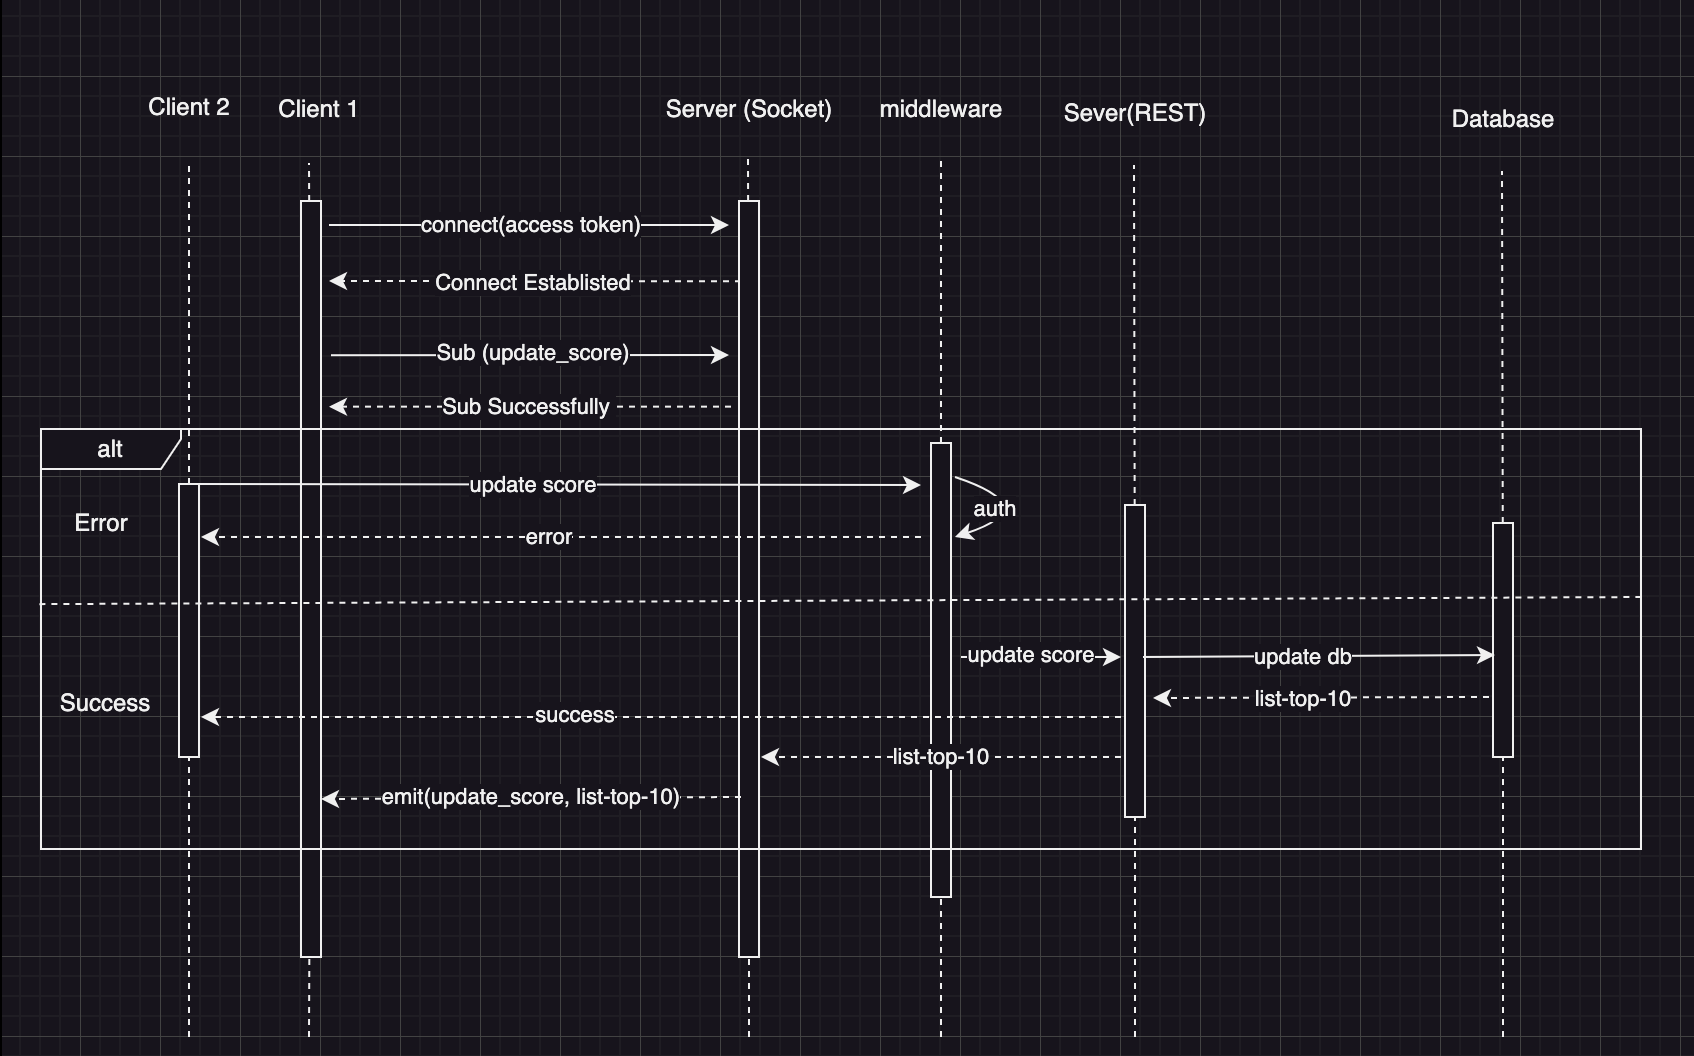 Client 2
Client 1
Server (Socket)
middleware
Sever(REST)
Database
connect(access token)
Connect Establisted
Sub (update_score)
Sub Successfully
alt
update score
auth
Error
error
update score
update db
list-top-10
Success
success
list-top-10
emit(update_score, list-top-10)